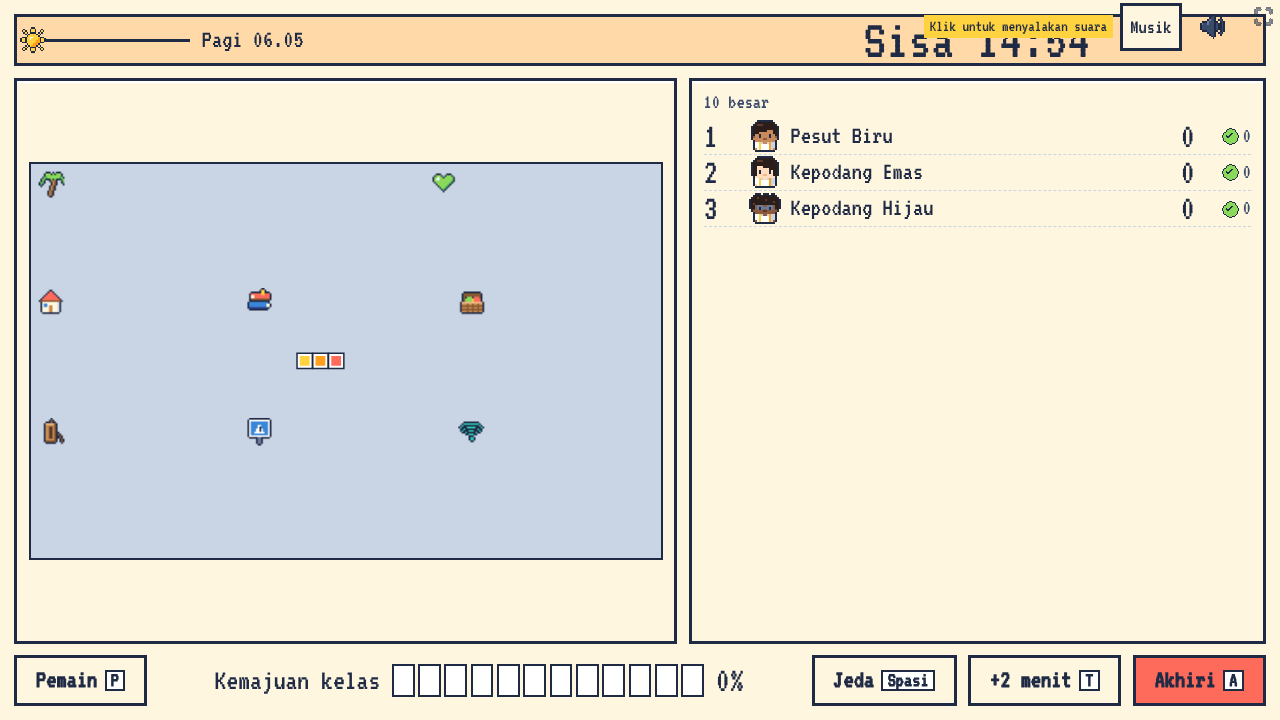 Pagi 06.05
Sisa 14:54
Klik untuk menyalakan suara
Musik
10 besar
1 Pesut Biru 0 0
2 Kepodang Emas 0 0
3 Kepodang Hijau 0 0
Pemain P
Kemajuan kelas 0%
Jeda Spasi
+2 menit T
Akhiri A